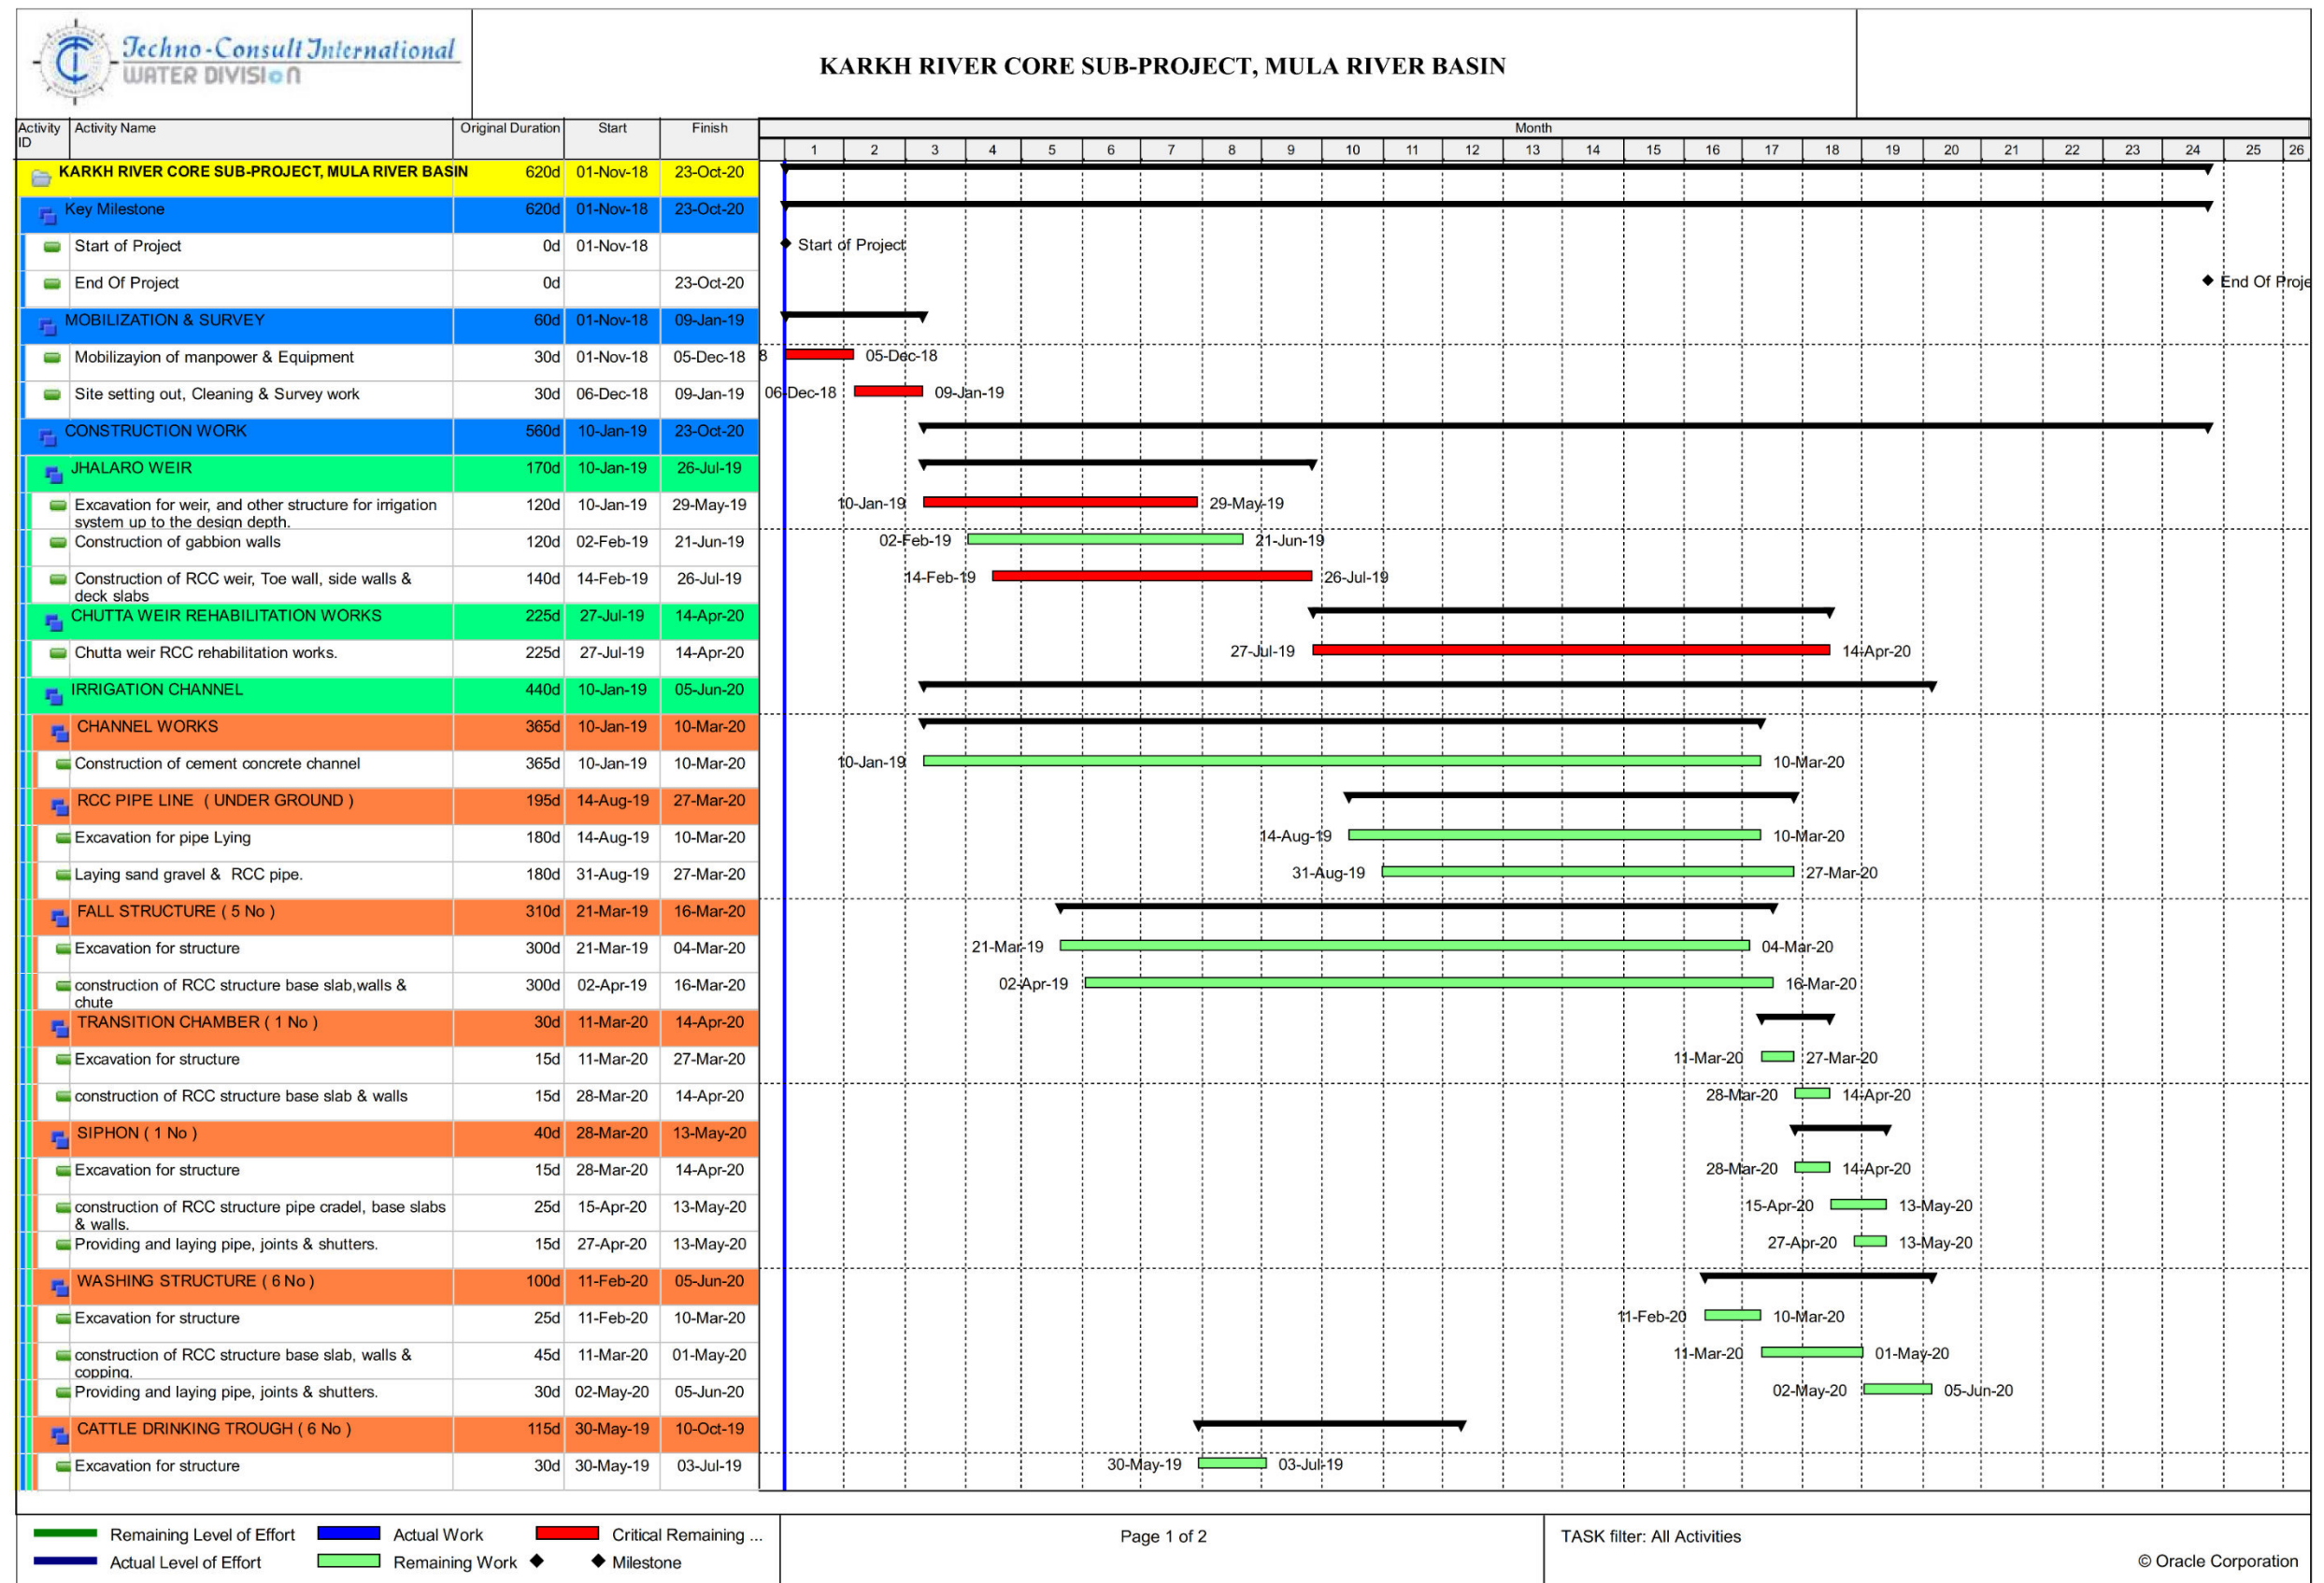 Techno-Consult International
WATER DIVISION
KARKH RIVER CORE SUB-PROJECT, MULA RIVER BASIN
Activity ID Activity Name Original Duration Start Finish Month
1 2 3 4 5 6 7 8 9 10 11 12 13 14 15 16 17 18 19 20 21 22 23 24 25 26
KARKH RIVER CORE SUB-PROJECT, MULA RIVER BASIN 620d 01-Nov-18 23-Oct-20
Key Milestone 620d 01-Nov-18 23-Oct-20
Start of Project 0d 01-Nov-18 Start of Project
End Of Project 0d 23-Oct-20 End Of Proje
MOBILIZATION & SURVEY 60d 01-Nov-18 09-Jan-19
Mobilizayion of manpower & Equipment 30d 01-Nov-18 05-Dec-18 8 05-Dec-18
Site setting out, Cleaning & Survey work 30d 06-Dec-18 09-Jan-19 06-Dec-18 09-Jan-19
CONSTRUCTION WORK 560d 10-Jan-19 23-Oct-20
JHALARO WEIR 170d 10-Jan-19 26-Jul-19
Excavation for weir, and other structure for irrigation 120d 10-Jan-19 29-May-19 10-Jan-19 29-May-19
system up to the design depth.
Construction of gabbion walls 120d 02-Feb-19 21-Jun-19 02-Feb-19 21-Jun-19
Construction of RCC weir, Toe wall, side walls & 140d 14-Feb-19 26-Jul-19 14-Feb-19 26-Jul-19
deck slabs
CHUTTA WEIR REHABILITATION WORKS 225d 27-Jul-19 14-Apr-20
Chutta weir RCC rehabilitation works. 225d 27-Jul-19 14-Apr-20 27-Jul-19 14-Apr-20
IRRIGATION CHANNEL 440d 10-Jan-19 05-Jun-20
CHANNEL WORKS 365d 10-Jan-19 10-Mar-20
Construction of cement concrete channel 365d 10-Jan-19 10-Mar-20 10-Jan-19 10-Mar-20
RCC PIPE LINE ( UNDER GROUND ) 195d 14-Aug-19 27-Mar-20
Excavation for pipe Lying 180d 14-Aug-19 10-Mar-20 14-Aug-19 10-Mar-20
Laying sand gravel & RCC pipe. 180d 31-Aug-19 27-Mar-20 31-Aug-19 27-Mar-20
FALL STRUCTURE ( 5 No ) 310d 21-Mar-19 16-Mar-20
Excavation for structure 300d 21-Mar-19 04-Mar-20 21-Mar-19 04-Mar-20
construction of RCC structure base slab,walls & 300d 02-Apr-19 16-Mar-20 02-Apr-19 16-Mar-20
chute
TRANSITION CHAMBER ( 1 No ) 30d 11-Mar-20 14-Apr-20
Excavation for structure 15d 11-Mar-20 27-Mar-20 11-Mar-20 27-Mar-20
construction of RCC structure base slab & walls 15d 28-Mar-20 14-Apr-20 28-Mar-20 14-Apr-20
SIPHON ( 1 No ) 40d 28-Mar-20 13-May-20
Excavation for structure 15d 28-Mar-20 14-Apr-20 28-Mar-20 14-Apr-20
construction of RCC structure pipe cradel, base slabs 25d 15-Apr-20 13-May-20 15-Apr-20 13-May-20
& walls.
Providing and laying pipe, joints & shutters. 15d 27-Apr-20 13-May-20 27-Apr-20 13-May-20
WASHING STRUCTURE ( 6 No ) 100d 11-Feb-20 05-Jun-20
Excavation for structure 25d 11-Feb-20 10-Mar-20 11-Feb-20 10-Mar-20
construction of RCC structure base slab, walls & 45d 11-Mar-20 01-May-20 11-Mar-20 01-May-20
copping.
Providing and laying pipe, joints & shutters. 30d 02-May-20 05-Jun-20 02-May-20 05-Jun-20
CATTLE DRINKING TROUGH ( 6 No ) 115d 30-May-19 10-Oct-19
Excavation for structure 30d 30-May-19 03-Jul-19 30-May-19 03-Jul-19
Remaining Level of Effort Actual Work Critical Remaining ... Page 1 of 2 TASK filter: All Activities
Actual Level of Effort Remaining Work Milestone
© Oracle Corporation